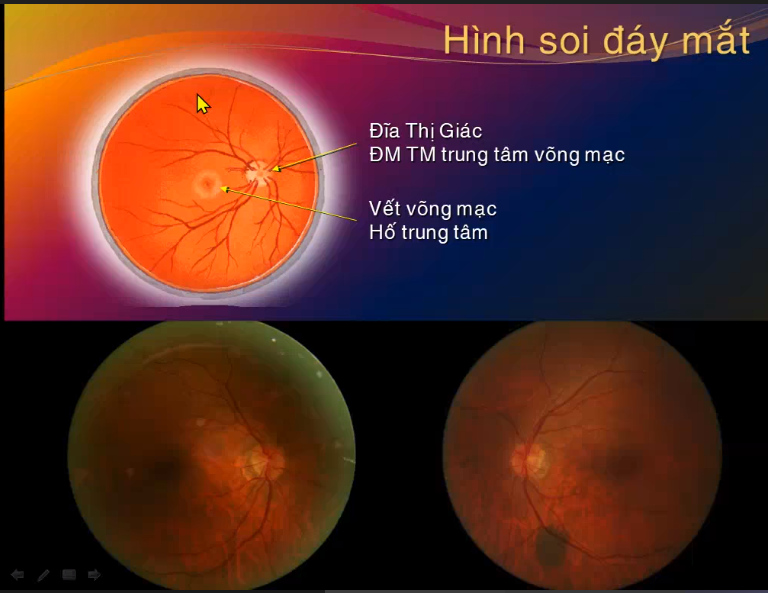 Hình soi đáy mắt
Đĩa Thị Giác
ĐM TM trung tâm võng mạc
Vết võng mạc
Hố trung tâm